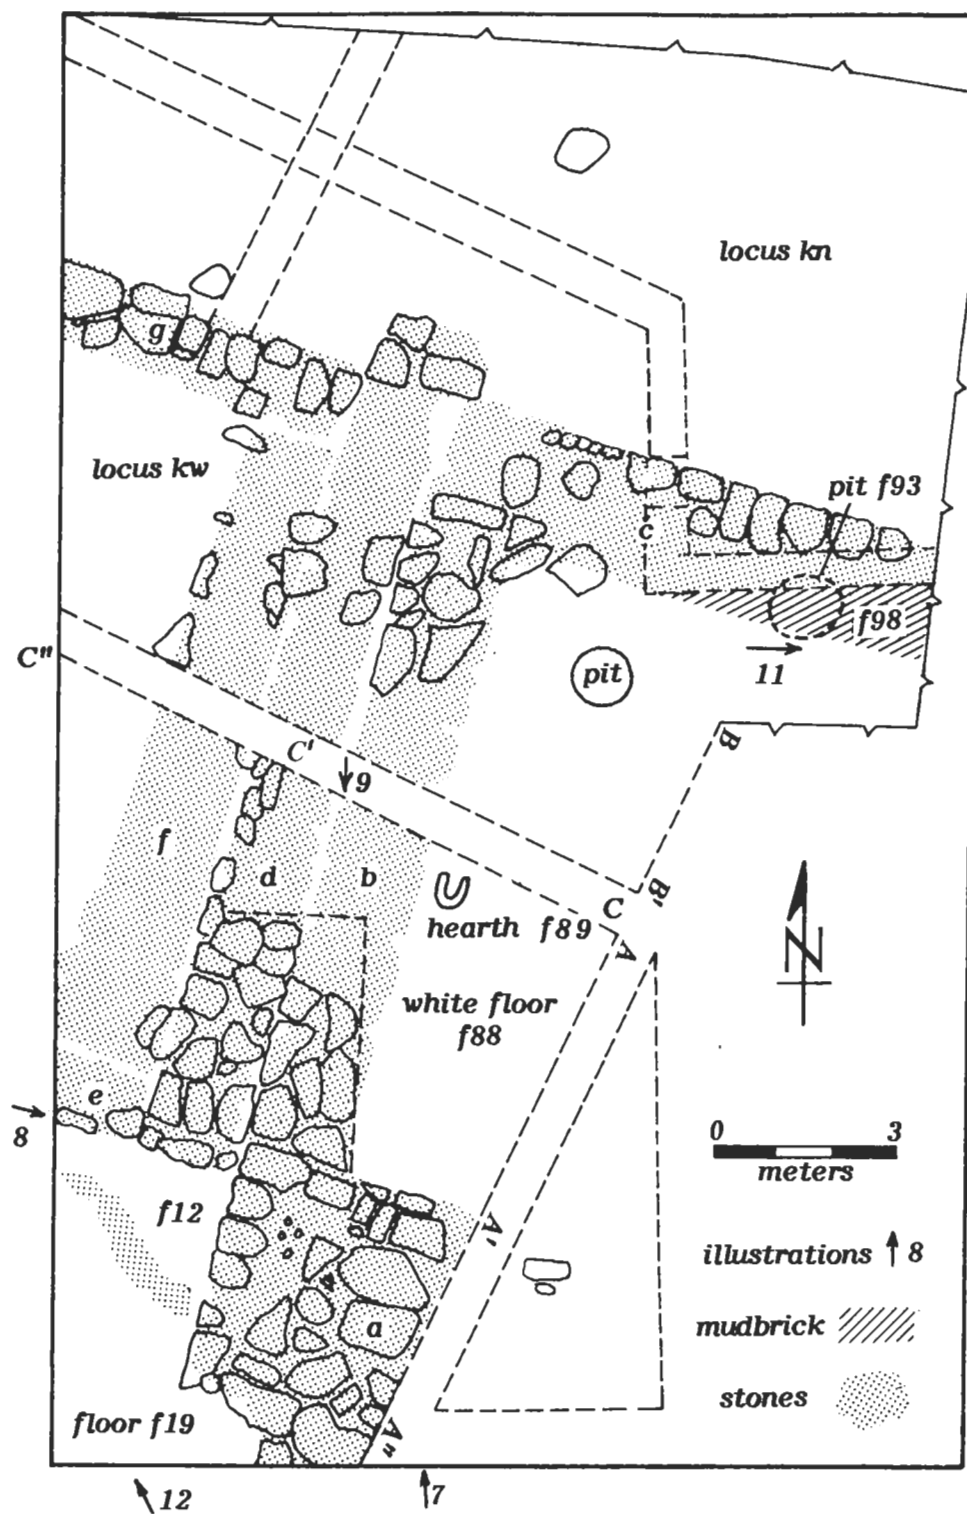 locus kn
g
locus kw
pit f93
c
f98
11
pit
C"
B
C'
9
f
d
b
B'
C
hearth f89
A
white floor
f88
N
e
8
0 3
meters
f12
A'
illustrations 8
a
mudbrick
stones
floor f19
A"
12
7